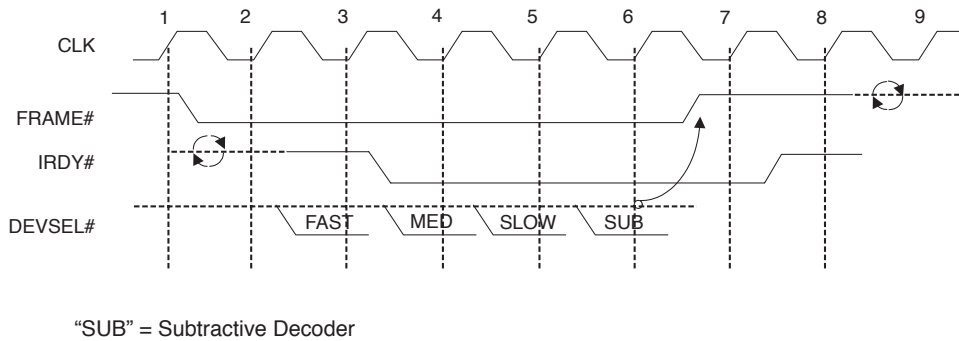 1 2 3 4 5 6 7 8 9
CLK
FRAME#
IRDY#
DEVSEL#
FAST MED SLOW SUB
“SUB” = Subtractive Decoder